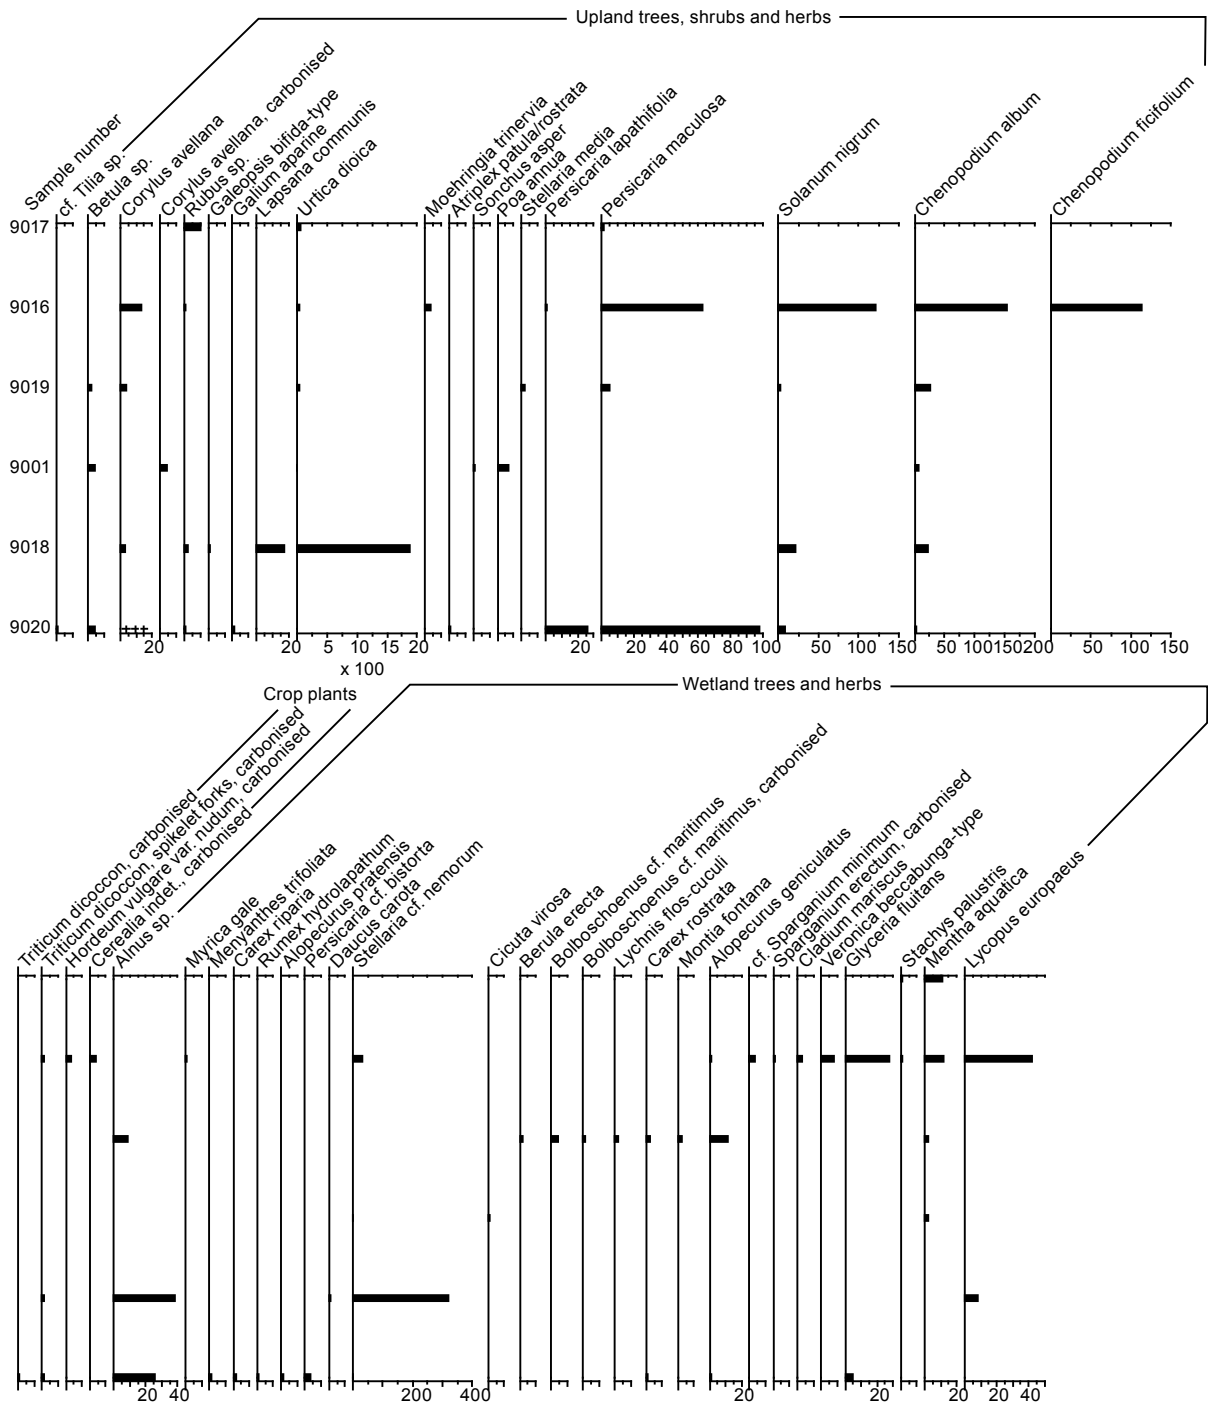 Upland trees, shrubs and herbs
Sample number
cf. Tilia sp.
Betula sp.
Corylus avellana
Corylus avellana, carbonised
Rubus sp.
Galeopsis bifida-type
Galium aparine
Lapsana communis
Urtica dioica
Moehringia trinervia
Atriplex patula/rostrata
Sonchus asper
Poa annua
Stellaria media
Persicaria lapathifolia
Persicaria maculosa
Solanum nigrum
Chenopodium album
Chenopodium ficifolium
9017
9016
9019
9001
9018
9020
+++
20 20 5 10 15 20 20 20 40 60 80 100 50 100 150 50 100 150 200 50 100 150
x 100
Crop plants
Wetland trees and herbs
Triticum dicoccon, carbonised
Triticum dicoccon, spikelet forks, carbonised
Hordeum vulgare var. nudum, carbonised
Cerealia indet., carbonised
Alnus sp.
Myrica gale
Menyanthes trifoliata
Carex riparia
Rumex hydrolapathum
Alopecurus pratensis
Persicaria cf. bistorta
Daucus carota
Stellaria cf. nemorum
Cicuta virosa
Berula erecta
Bolboschoenus cf. maritimus
Bolboschoenus cf. maritimus, carbonised
Lychnis flos-cuculi
Carex rostrata
Montia fontana
Alopecurus geniculatus
cf. Sparganium minimum
Sparganium erectum, carbonised
Cladium mariscus
Veronica beccabunga-type
Glyceria fluitans
Stachys palustris
Mentha aquatica
Lycopus europaeus
20 40 200 400 20 20 20 20 40